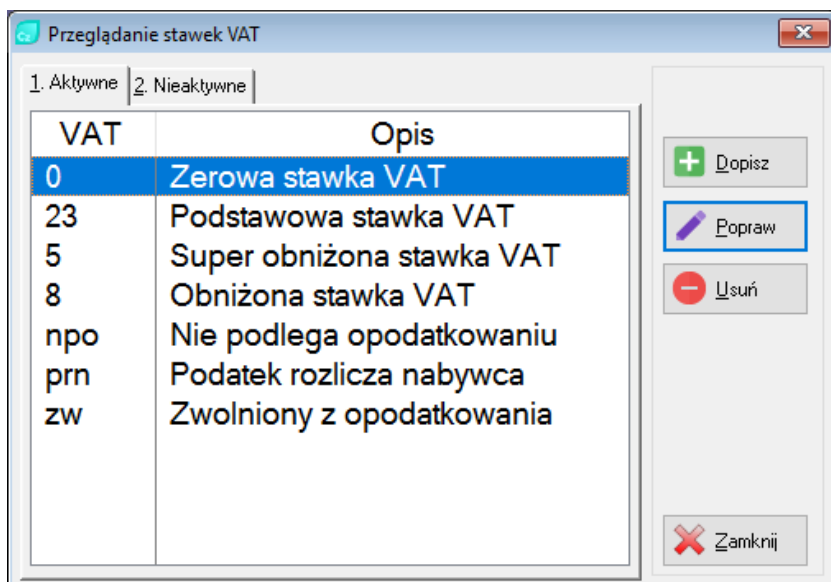 Przeglądanie stawek VAT
1. Aktywne 2. Nieaktywne
VAT Opis
0 Zerowa stawka VAT
23 Podstawowa stawka VAT
5 Super obniżona stawka VAT
8 Obniżona stawka VAT
npo Nie podlega opodatkowaniu
prn Podatek rozlicza nabywca
zw Zwolniony z opodatkowania
Dopisz
Popraw
Usuń
Zamknij